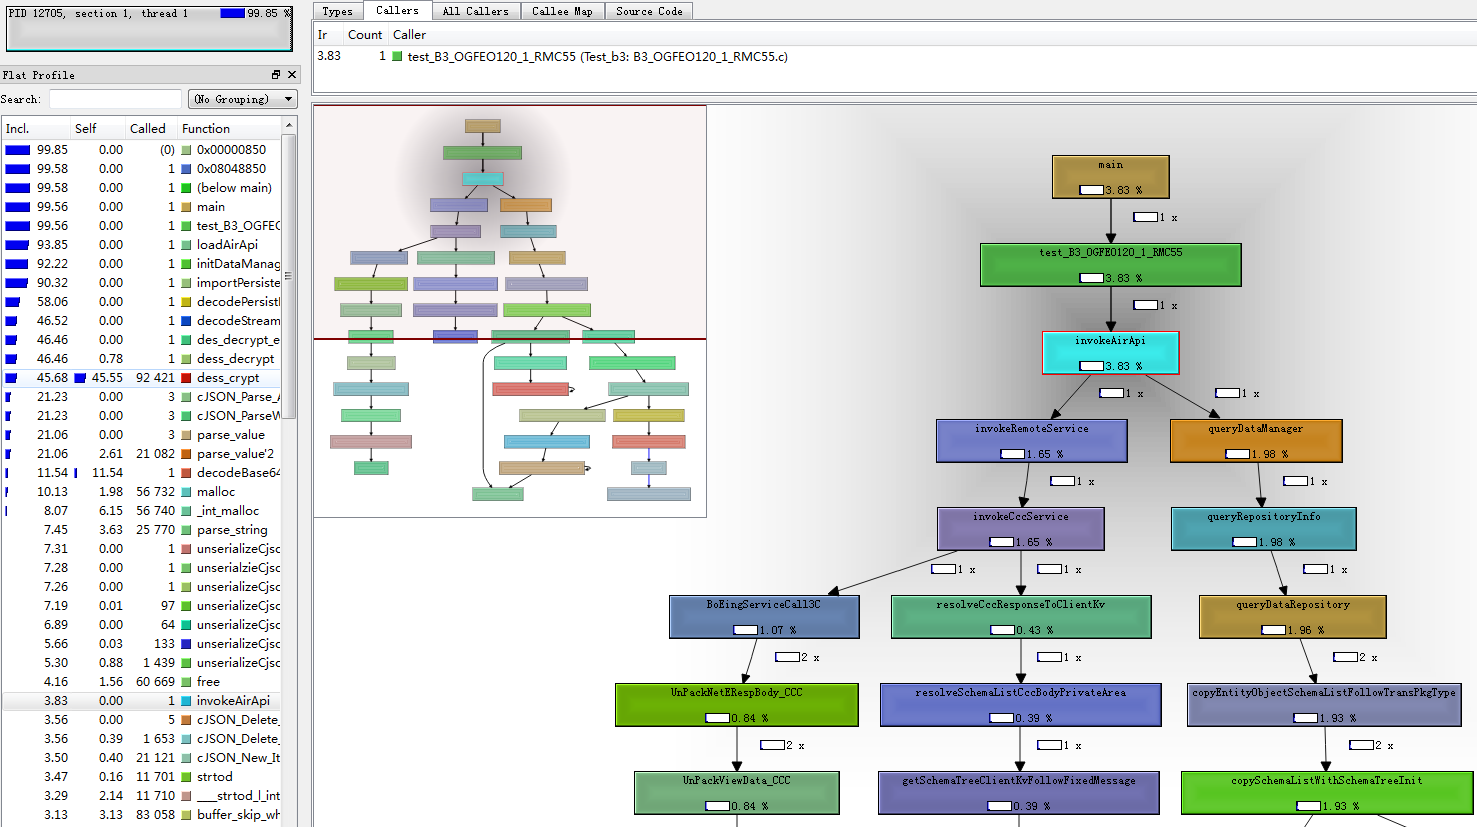 PID 12705, section 1, thread 1 99.85 %
Flat Profile
Search: (No Grouping)
Incl. Self Called Function
99.85 0.00 (0) 0x00000850
99.58 0.00 1 0x08048850
99.58 0.00 1 (below main)
99.56 0.00 1 main
99.56 0.00 1 test_B3_OGFEO
93.85 0.00 1 loadAirApi
92.22 0.00 1 initDataManag
90.32 0.00 1 importPersiste
58.06 0.00 1 decodePersist
46.52 0.00 1 decodeStream
46.46 0.00 1 des_decrypt_e
46.46 0.78 1 dess_decrypt
45.68 45.55 92 421 dess_crypt
21.23 0.00 3 cJSON_Parse_
21.23 0.00 3 cJSON_ParseW
21.06 0.00 3 parse_value
21.06 2.61 21 082 parse_value'2
11.54 11.54 1 decodeBase64
10.13 1.98 56 732 malloc
8.07 6.15 56 740 _int_malloc
7.45 3.63 25 770 parse_string
7.31 0.00 1 unserializeCjsc
7.28 0.00 1 unserialzieCjsc
7.26 0.00 1 unserializeCjsc
7.19 0.01 97 unserializeCjsc
6.89 0.00 64 unserializeCjsc
5.66 0.03 133 unserializeCjsc
5.30 0.88 1 439 unserializeCjsc
4.16 1.56 60 669 free
3.83 0.00 1 invokeAirApi
3.56 0.00 5 cJSON_Delete_
3.56 0.39 1 653 cJSON_Delete_
3.50 0.40 21 121 cJSON_New_It
3.47 0.16 11 701 strtod
3.29 2.14 11 710 ___strtod_l_int
3.13 3.13 83 058 buffer_skip_wh
Types Callers All Callers Callee Map Source Code
Ir Count Caller
3.83 1 test_B3_OGFEO120_1_RMC55 (Test_b3: B3_OGFEO120_1_RMC55.c)
main
3.83 %
1 x
test_B3_OGFEO120_1_RMC55
3.83 %
1 x
invokeAirApi
3.83 %
1 x 1 x
invokeRemoteService queryDataManager
1.65 % 1.98 %
1 x 1 x
invokeCccService queryRepositoryInfo
1.65 % 1.98 %
1 x 1 x 1 x
BoEingServiceCall3C resolveCccResponseToClientKv queryDataRepository
1.07 % 0.43 % 1.96 %
2 x 1 x 2 x
UnPackNetERespBody_CCC resolveSchemaListCccBodyPrivateArea copyEntityObjectSchemaListFollowTransPkgType
0.84 % 0.39 % 1.93 %
2 x 1 x 2 x
UnPackViewData_CCC getSchemaTreeClientKvFollowFixedMessage copySchemaListWithSchemaTreeInit
0.84 % 0.39 % 1.93 %